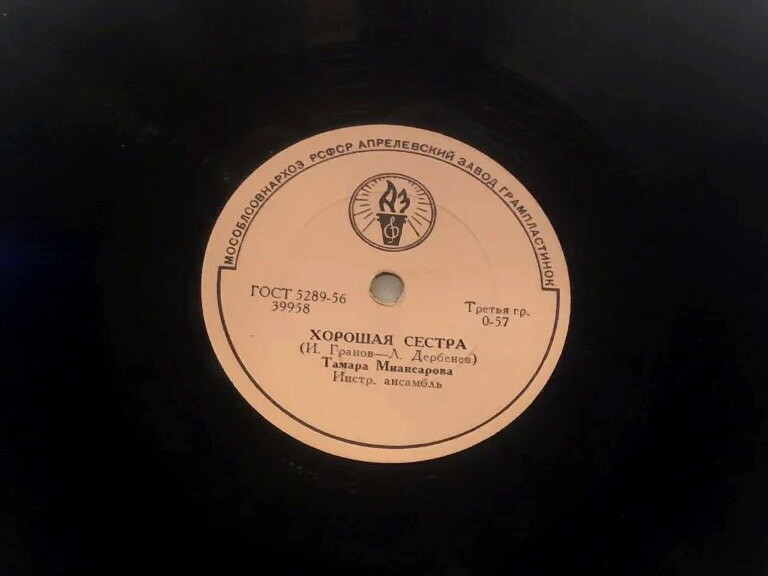 МОСОБЛСОВНАРХОЗ РСФСР АПРЕЛЕВСКИЙ ЗАВОД ГРАМПЛАСТИНОК
АЗ
ГОСТ 5289-56
39958
Третья гр.
0-57
ХОРОШАЯ СЕСТРА
(И. Гранов—Л. Дербенев)
Тамара Миансарова
Инстр. ансамбль